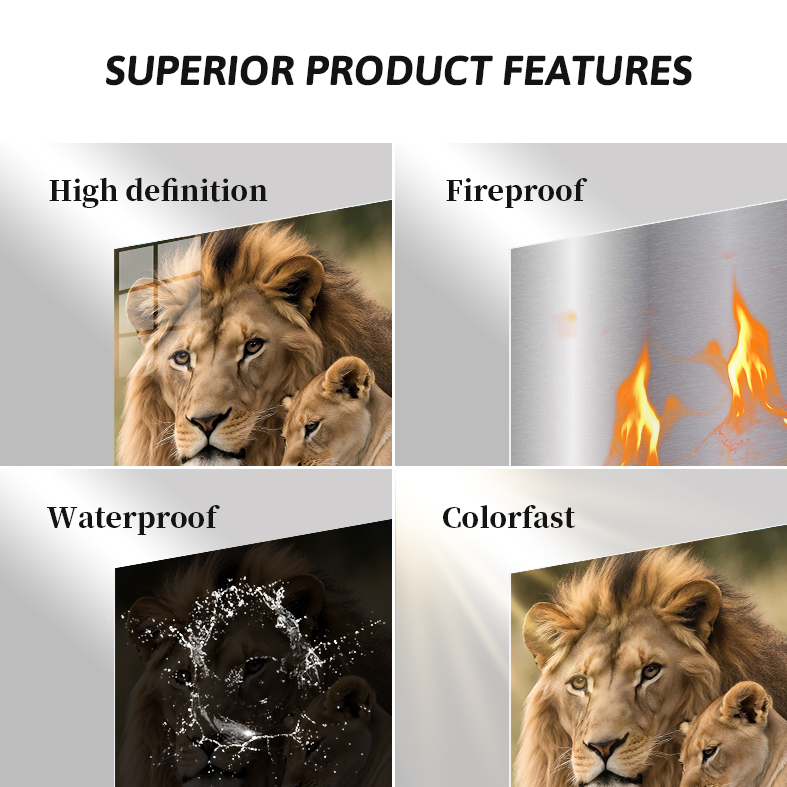 SUPERIOR PRODUCT FEATURES
High definition
Fireproof
Waterproof
Colorfast